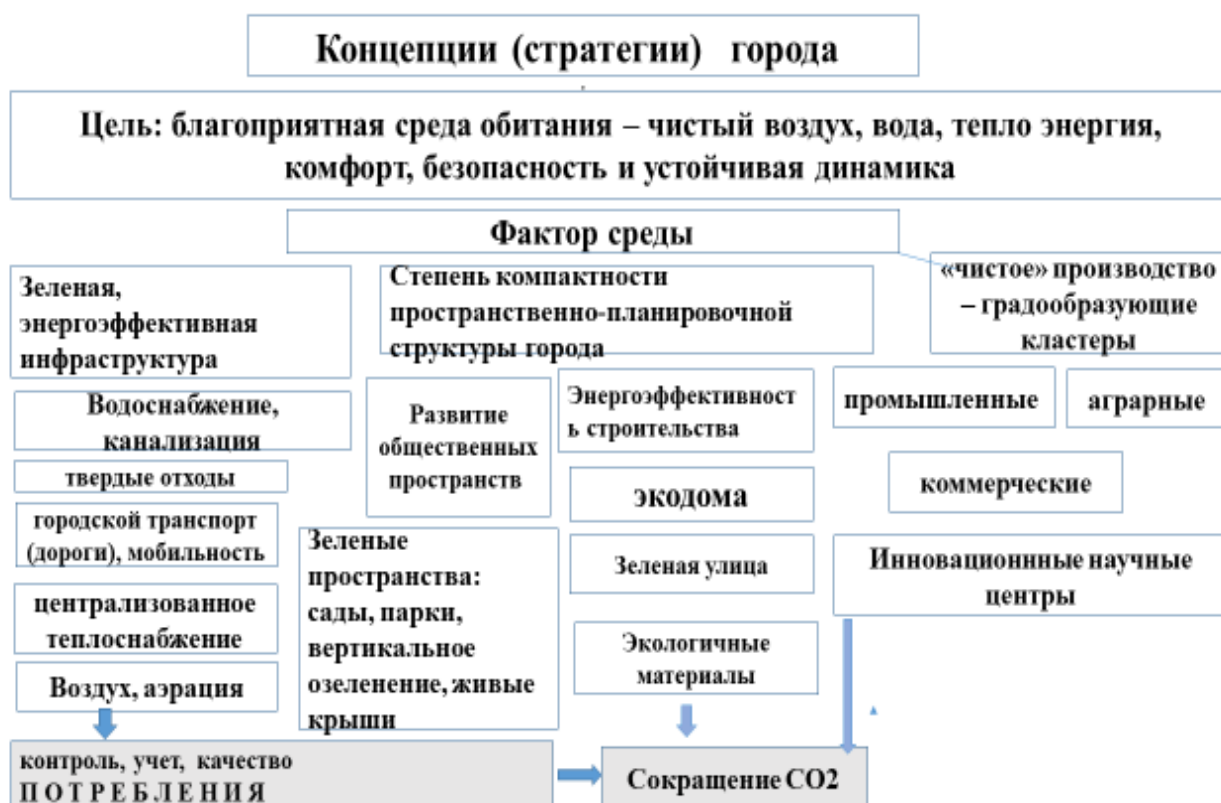 Концепции (стратегии) города
Цель: благоприятная среда обитания – чистый воздух, вода, тепло энергия,
комфорт, безопасность и устойчивая динамика
Фактор среды
Зеленая,
энергоэффективная
инфраструктура
Степень компактности
пространственно-планировочной
структуры города
«чистое» производство
– градообразующие
кластеры
Водоснабжение,
канализация
твердые отходы
городской транспорт
(дороги), мобильность
централизованное
теплоснабжение
Воздух, аэрация
Развитие
общественных
пространств
Зеленые
пространства:
сады, парки,
вертикальное
озеленение, живые
крыши
Энергоэффективност
ь строительства
экодома
Зеленая улица
Экологичные
материалы
промышленные
аграрные
коммерческие
Инновационнные научные
центры
контроль, учет, качество
П О Т Р Е Б Л Е Н И Я
Сокращение СО2